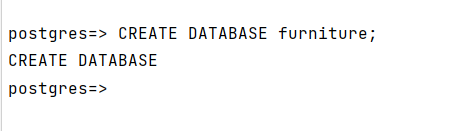 postgres=> CREATE DATABASE furniture;
CREATE DATABASE
postgres=>